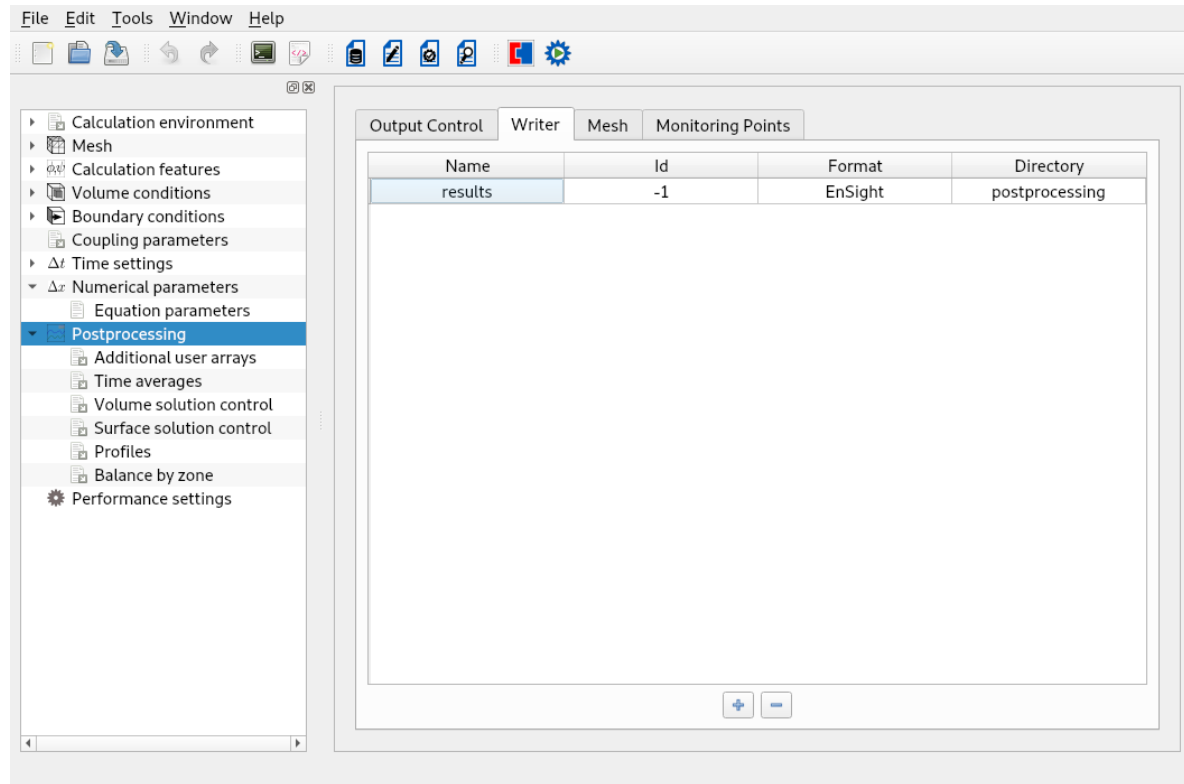 File Edit Tools Window Help
Calculation environment
Mesh
Calculation features
Volume conditions
Boundary conditions
Coupling parameters
Δt Time settings
Δx Numerical parameters
Equation parameters
Postprocessing
Additional user arrays
Time averages
Volume solution control
Surface solution control
Profiles
Balance by zone
Performance settings
Output Control Writer Mesh Monitoring Points
Name Id Format Directory
results -1 EnSight postprocessing